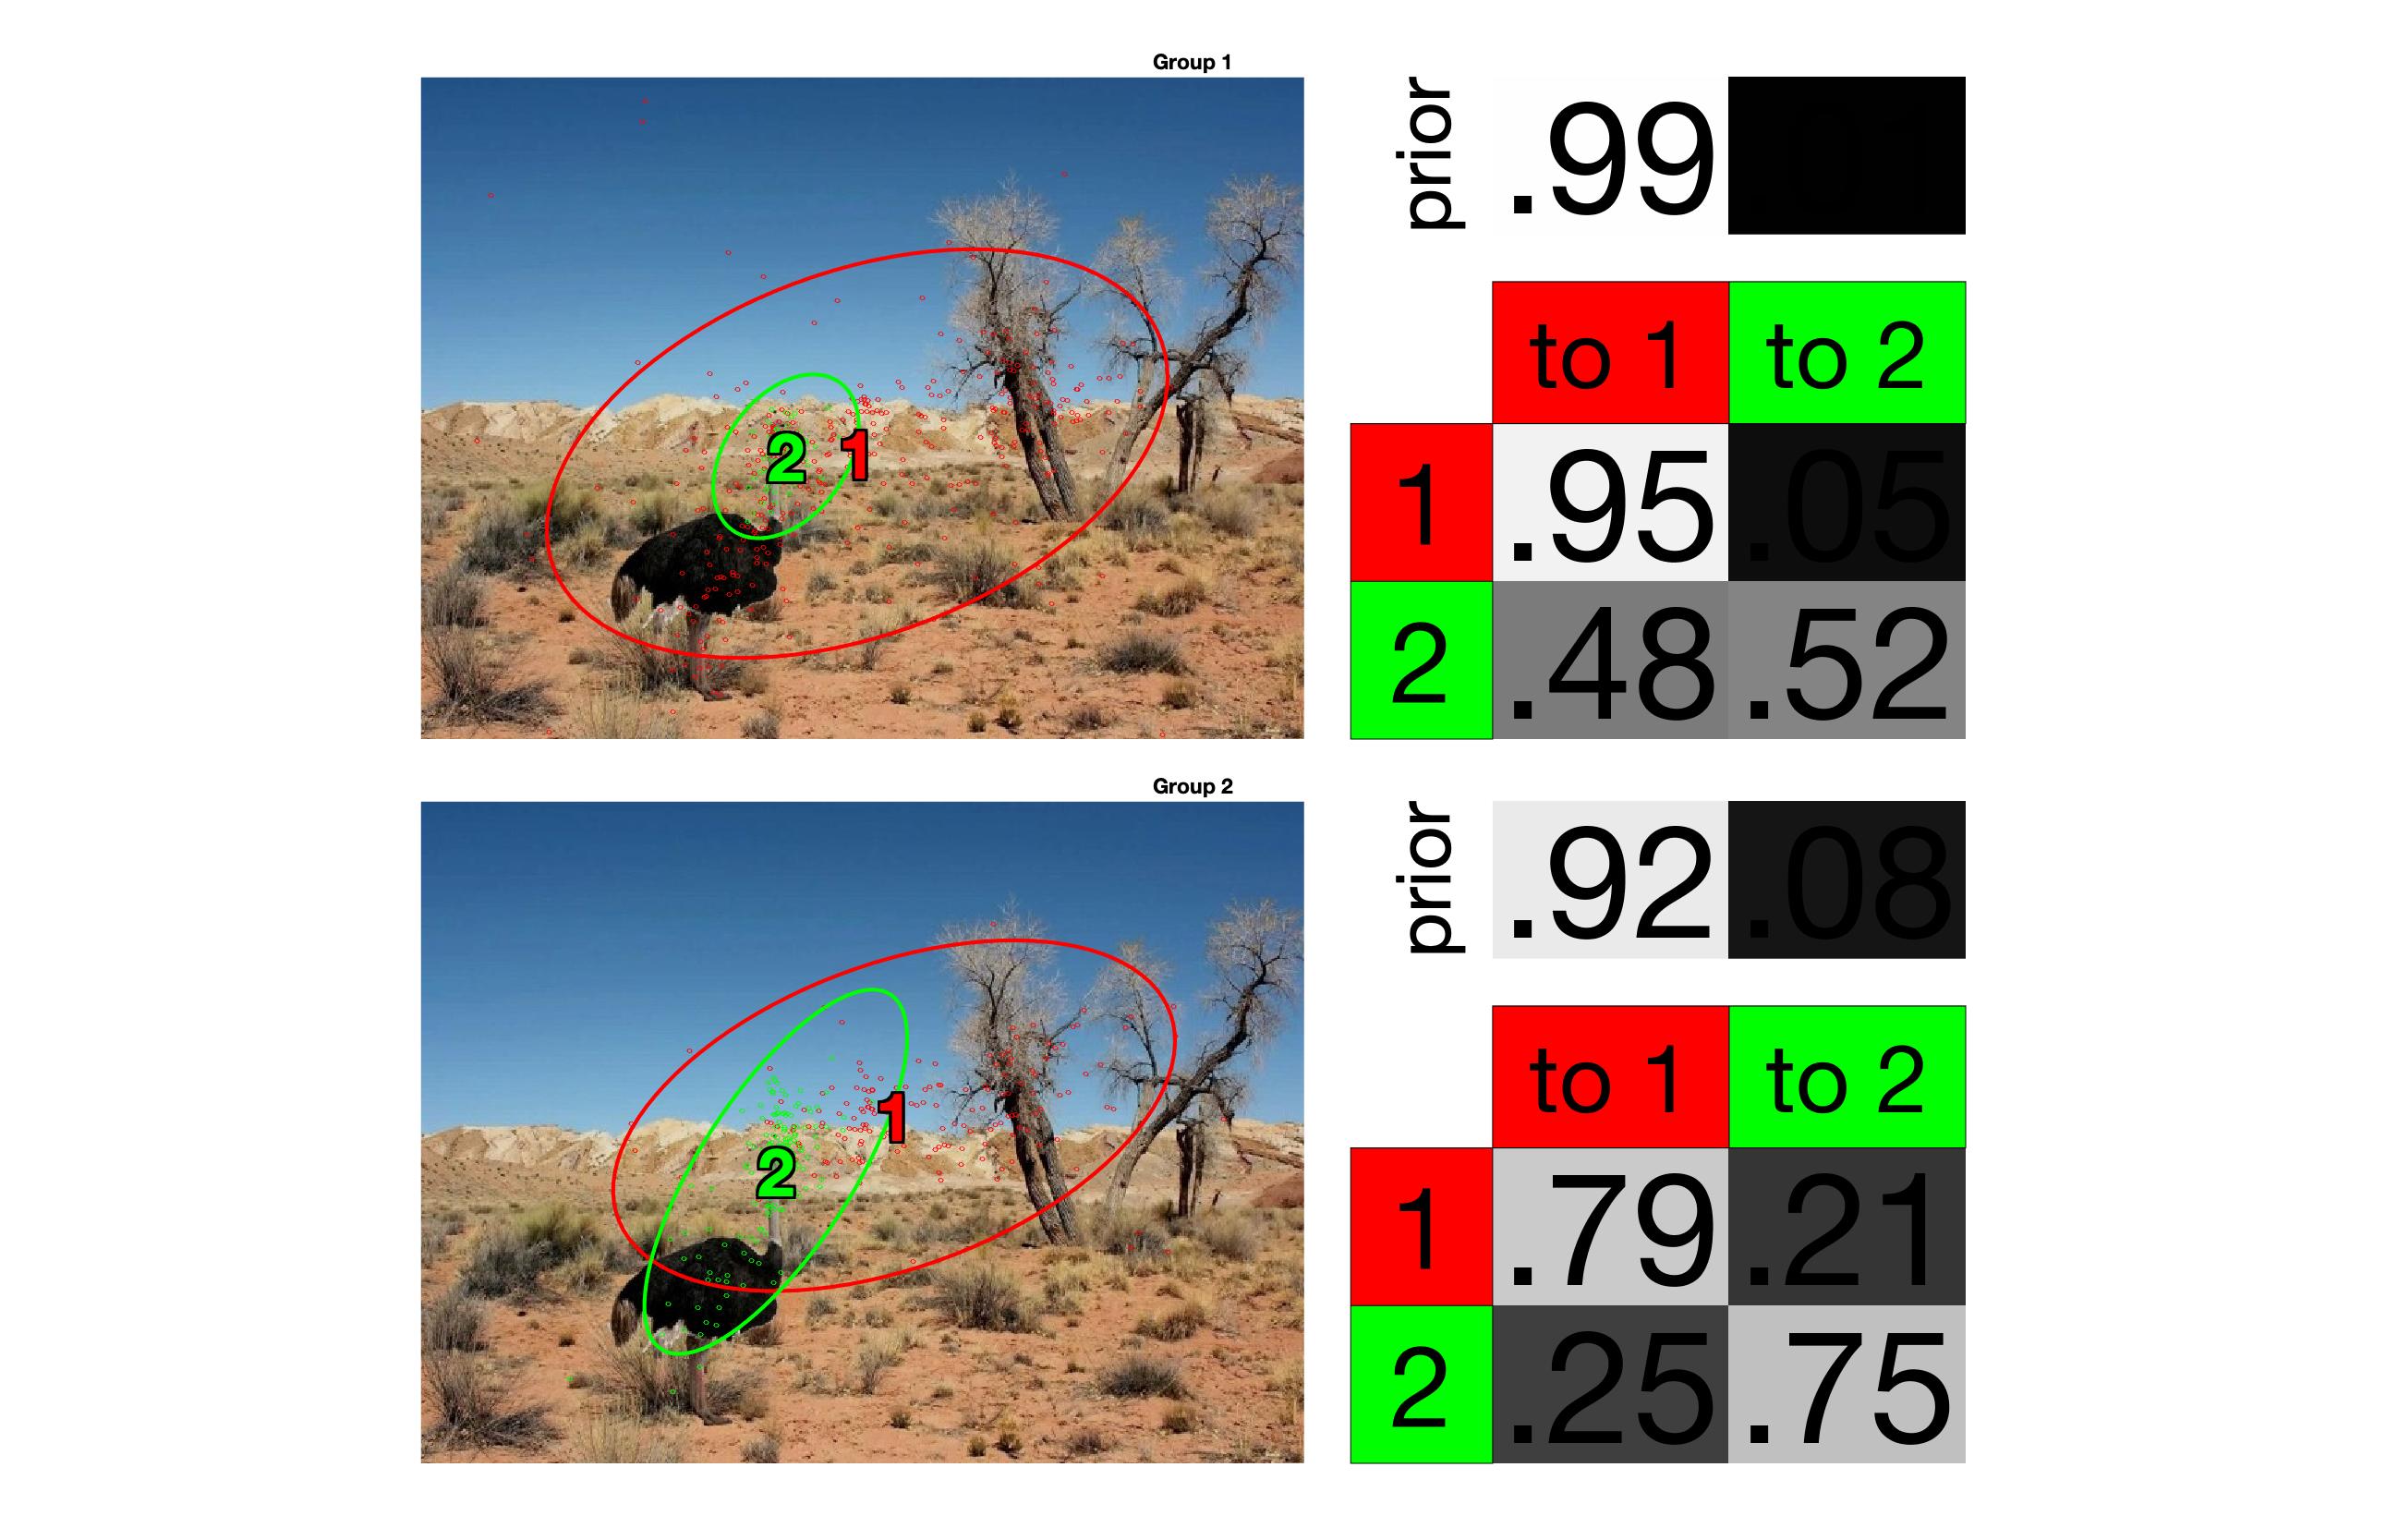 Group 1
prior .99
to 1 to 2
1 .95 .05
2 .48 .52
2 1
Group 2
prior .92 .08
to 1 to 2
1 .79 .21
2 .25 .75
1
2